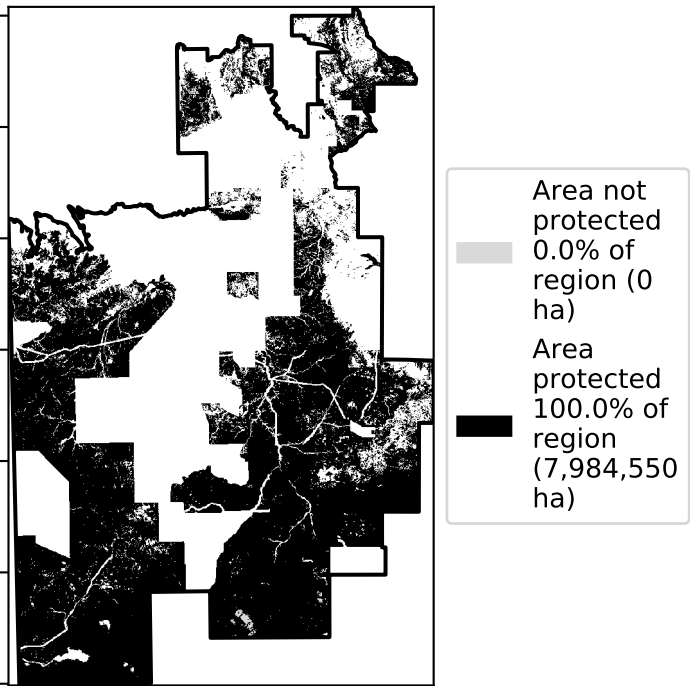 Area not
protected
0.0% of
region (0
ha)
Area
protected
100.0% of
region
(7,984,550
ha)